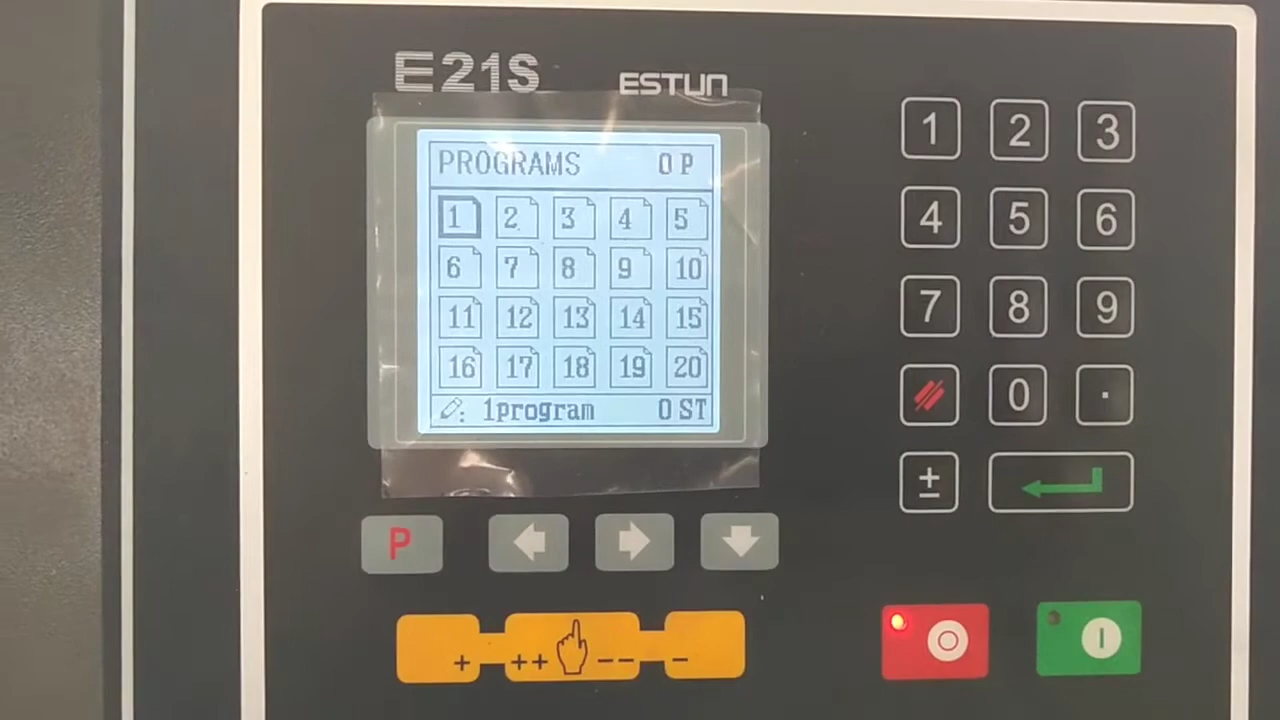 E21S ESTUN
PROGRAMS 0 P
1 2 3 4 5
6 7 8 9 10
11 12 13 14 15
16 17 18 19 20
: 1program 0 ST
1 2 3
4 5 6
7 8 9
0 .
±
P
+ ++ -- -